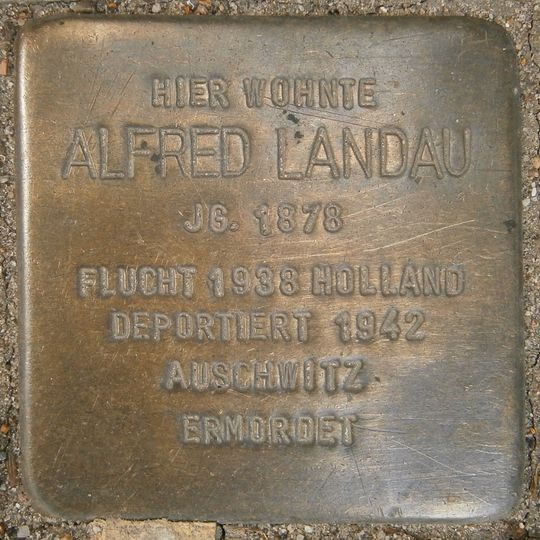 HIER WOHNTE
ALFRED LANDAU
JG. 1878
FLUCHT 1938 HOLLAND
DEPORTIERT 1942
AUSCHWITZ
ERMORDET